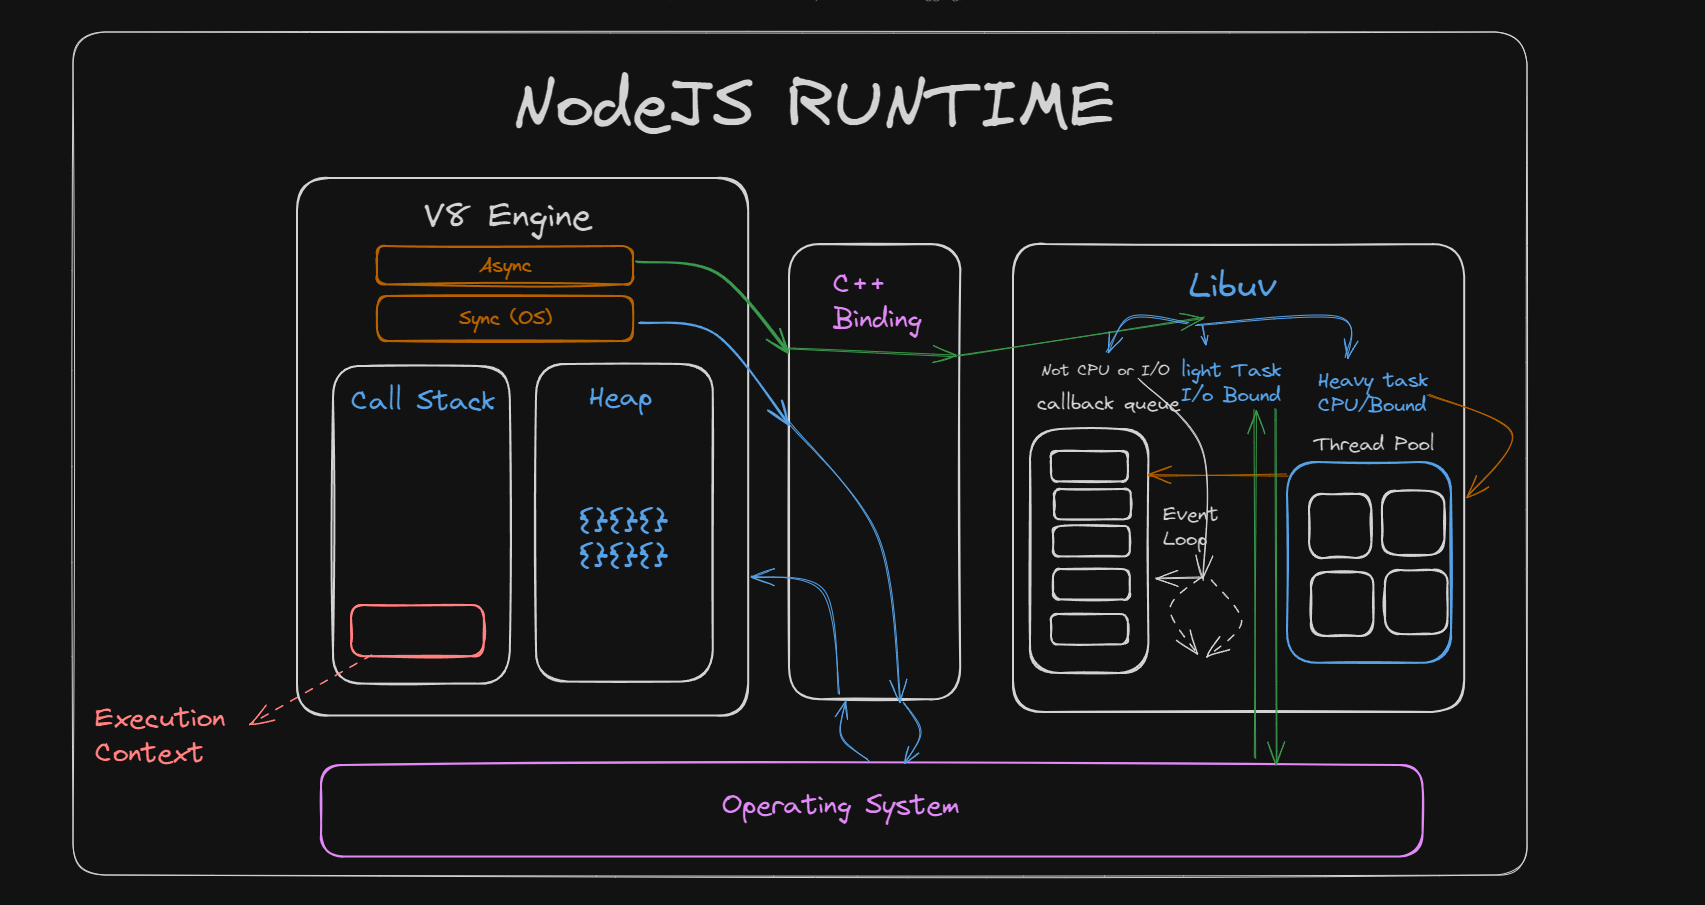 NodeJS RUNTIME
V8 Engine
Async
Sync (OS)
Call Stack
Heap
{}{}{}
{}{}{}
Execution
Context
C++
Binding
Libuv
Not CPU or I/O
callback queue
light Task
I/o Bound
Heavy task
CPU/Bound
Thread Pool
Event
Loop
Operating System